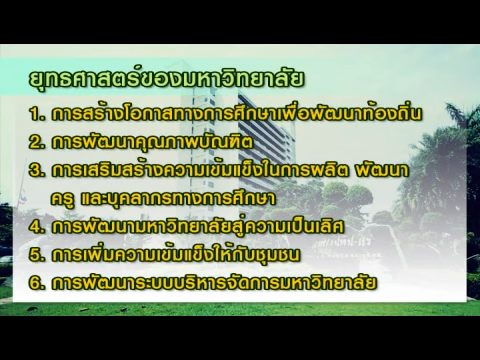 ยุทธศาสตร์ของมหาวิทยาลัย
1. การสร้างโอกาสทางการศึกษาเพื่อพัฒนาท้องถิ่น
2. การพัฒนาคุณภาพบัณฑิต
3. การเสริมสร้างความเข้มแข็งในการผลิต พัฒนา
ครู และบุคลากรทางการศึกษา
4. การพัฒนามหาวิทยาลัยสู่ความเป็นเลิศ
5. การเพิ่มความเข้มแข็งให้กับชุมชน
6. การพัฒนาระบบบริหารจัดการมหาวิทยาลัย